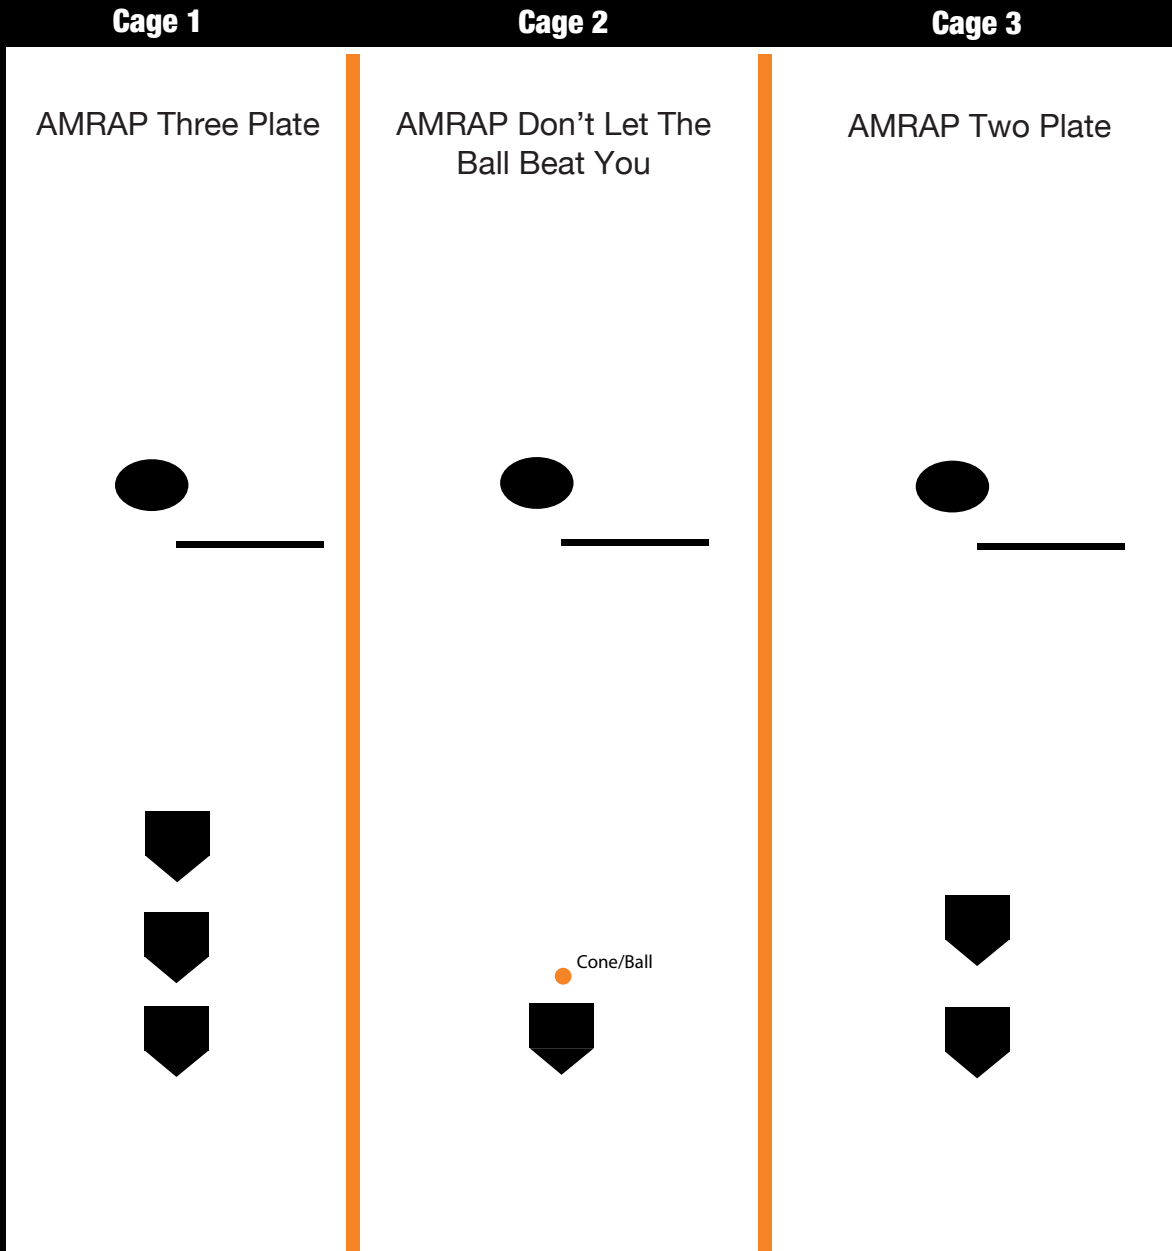 Cage 1
Cage 2
Cage 3
AMRAP Three Plate
AMRAP Don’t Let The
Ball Beat You
AMRAP Two Plate
Cone/Ball